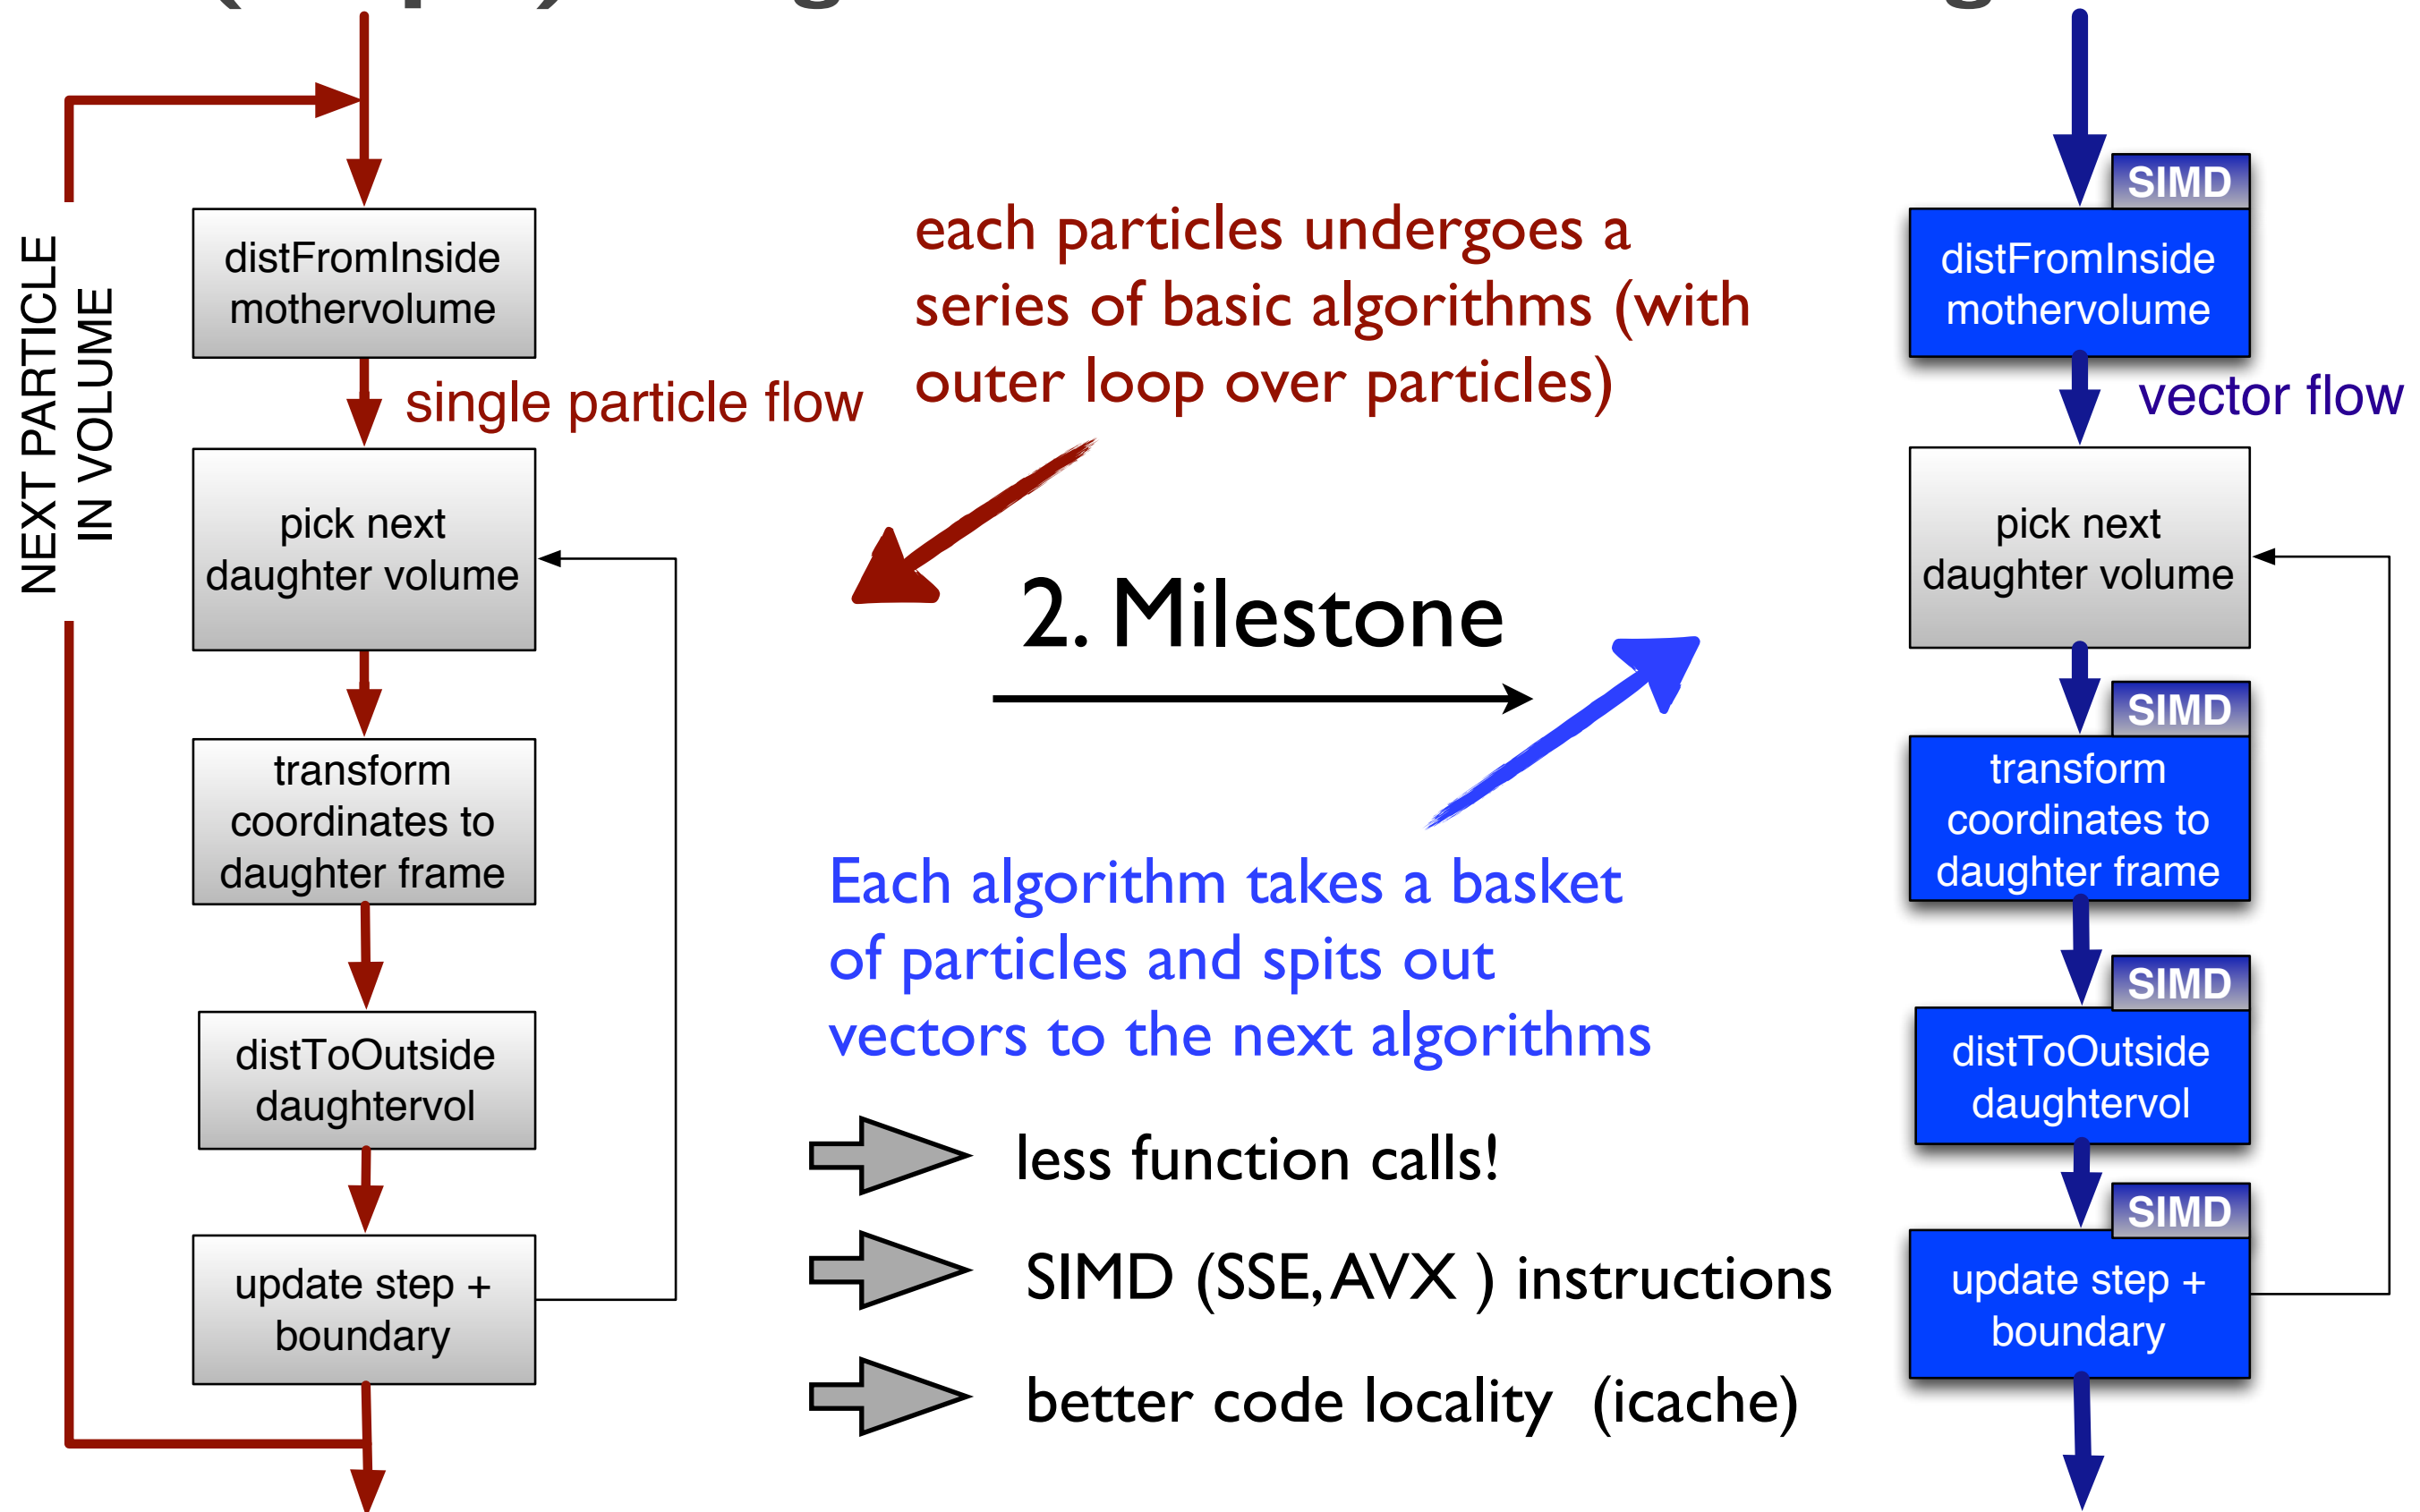 NEXT PARTICLE
IN VOLUME
distFromInside
mothervolume
single particle flow
pick next
daughter volume
transform
coordinates to
daughter frame
distToOutside
daughtervol
update step +
boundary
each particles undergoes a
series of basic algorithms (with
outer loop over particles)
2. Milestone
Each algorithm takes a basket
of particles and spits out
vectors to the next algorithms
less function calls!
SIMD (SSE, AVX ) instructions
better code locality (icache)
SIMD
distFromInside
mothervolume
vector flow
pick next
daughter volume
SIMD
transform
coordinates to
daughter frame
SIMD
distToOutside
daughtervol
SIMD
update step +
boundary